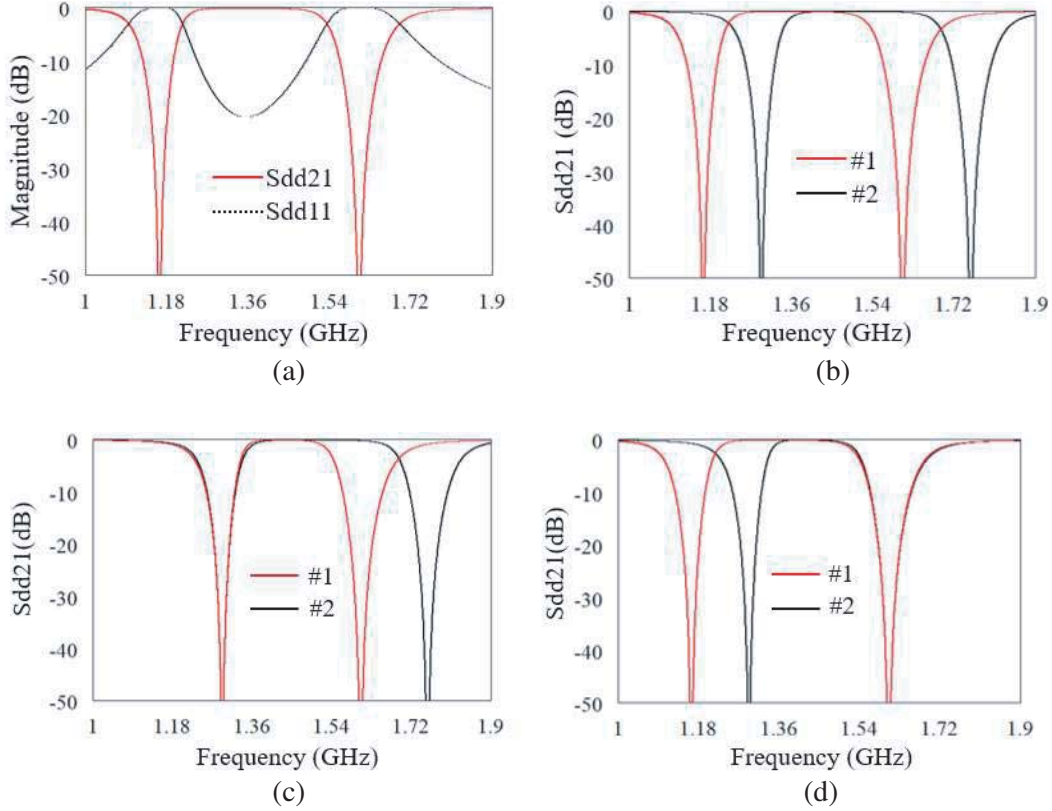 0
-10
-20
-30
-40
-50
Magnitude (dB)
Sdd21
Sdd11
1 1.18 1.36 1.54 1.72 1.9
Frequency (GHz)
(a)
0
-10
-20
-30
-40
-50
Sdd21 (dB)
#1
#2
1 1.18 1.36 1.54 1.72 1.9
Frequency (GHz)
(b)
0
-10
-20
-30
-40
-50
Sdd21(dB)
#1
#2
1 1.18 1.36 1.54 1.72 1.9
Frequency (GHz)
(c)
0
-10
-20
-30
-40
-50
Sdd21(dB)
#1
#2
1 1.18 1.36 1.54 1.72 1.9
Frequency (GHz)
(d)